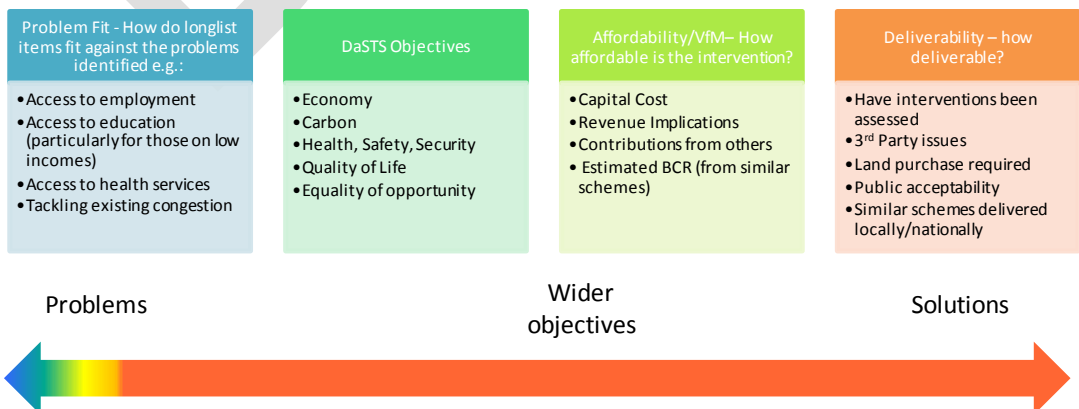 Problem Fit - How do longlist
items fit against the problems
identified e.g.:
•Access to employment
•Access to education
(particularly for those on low
incomes)
•Access to health services
•Tackling existing congestion
DaSTS Objectives
•Economy
•Carbon
•Health, Safety, Security
•Quality of Life
•Equality of opportunity
Affordability/VfM– How
affordable is the intervention?
•Capital Cost
•Revenue Implications
•Contributions from others
• Estimated BCR (from similar
schemes)
Deliverability – how
deliverable?
•Have interventions been
assessed
•3rd Party issues
•Land purchase required
•Public acceptability
•Similar schemes delivered
locally/nationally
Problems
Wider
objectives
Solutions